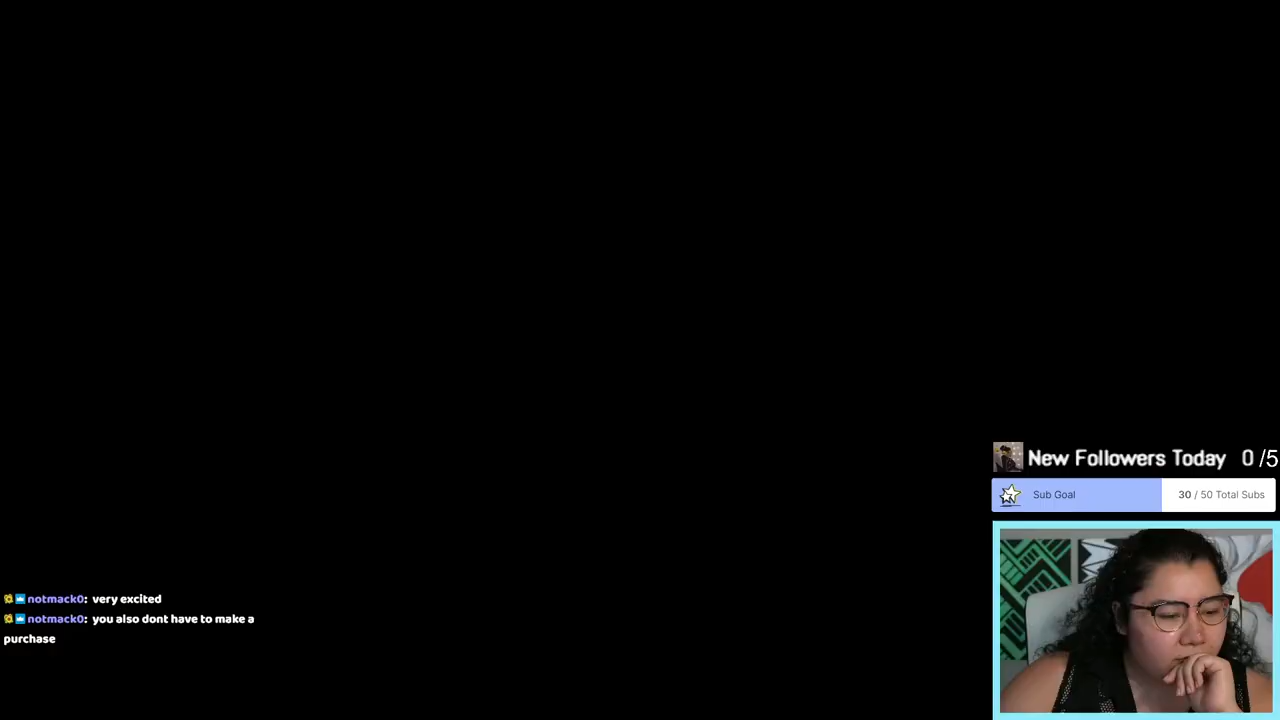 New Followers Today 0 /5
Sub Goal 30 / 50 Total Subs
notmack0: very excited
notmack0: you also dont have to make a
purchase